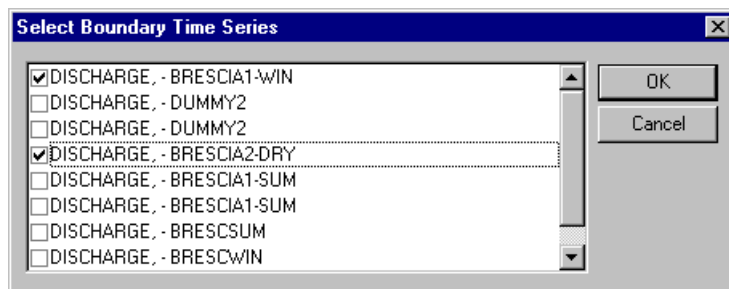 Select Boundary Time Series
DISCHARGE, - BRESCIA1-WIN
DISCHARGE, - DUMMY2
DISCHARGE, - DUMMY2
DISCHARGE, - BRESCIA2-DRY
DISCHARGE, - BRESCIA1-SUM
DISCHARGE, - BRESCIA1-SUM
DISCHARGE, - BRESCSUM
DISCHARGE, - BRESCWIN
OK
Cancel